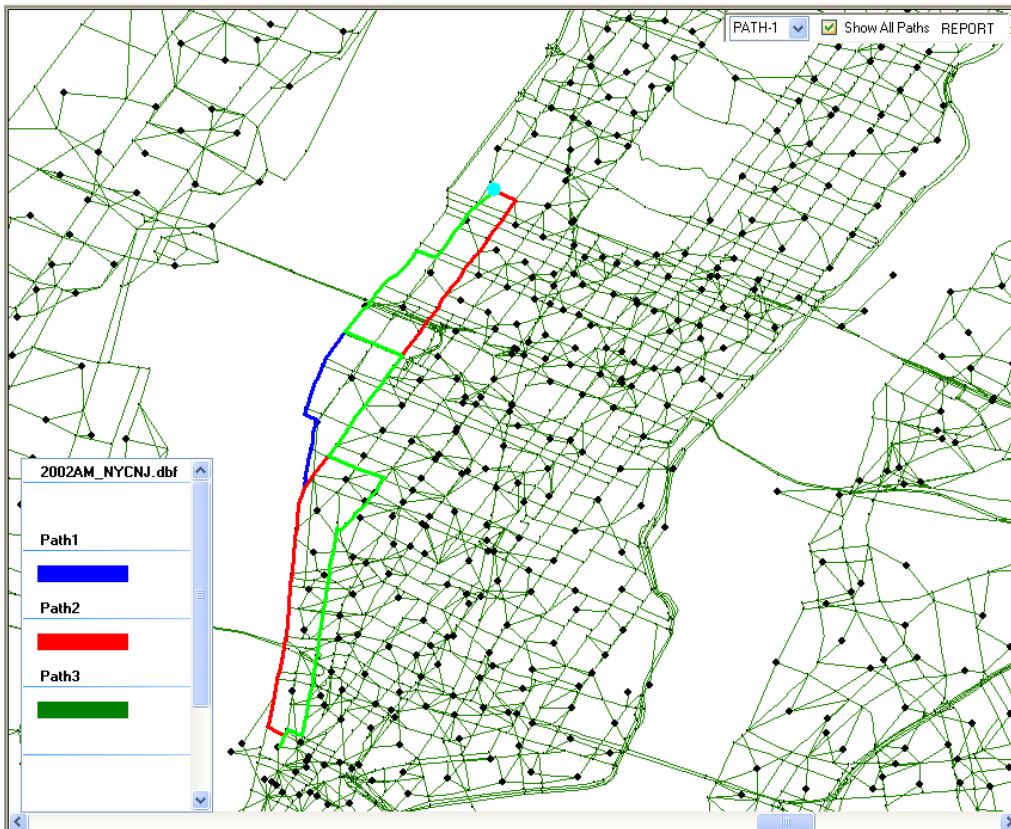 PATH-1 Show All Paths REPORT
2002AM_NYCNJ.dbf
Path1
Path2
Path3